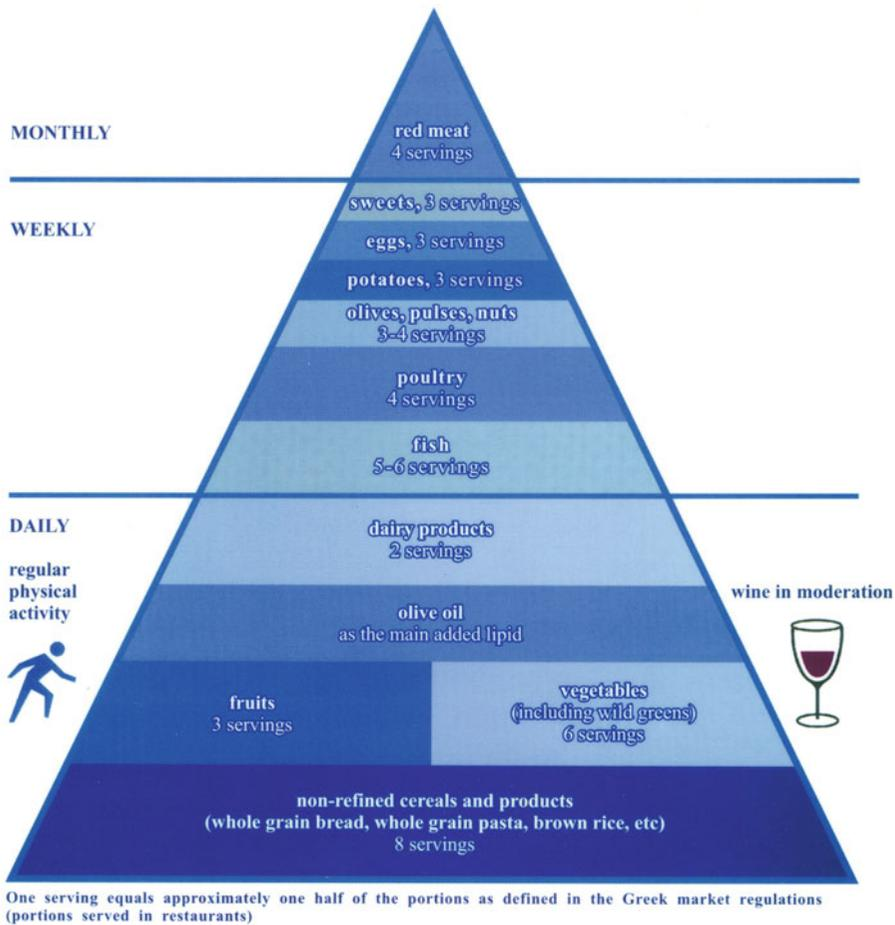 MONTHLY
red meat
4 servings
sweets, 3 servings
WEEKLY
eggs, 3 servings
potatoes, 3 servings
olives, pulses, nuts
3-4 servings
poultry
4 servings
fish
5-6 servings
DAILY
dairy products
2 servings
regular
physical
activity
wine in moderation
olive oil
as the main added lipid
fruits
3 servings
vegetables
(including wild greens)
6 servings
non-refined cereals and products
(whole grain bread, whole grain pasta, brown rice, etc)
8 servings
One serving equals approximately one half of the portions as defined in the Greek market regulations
(portions served in restaurants)